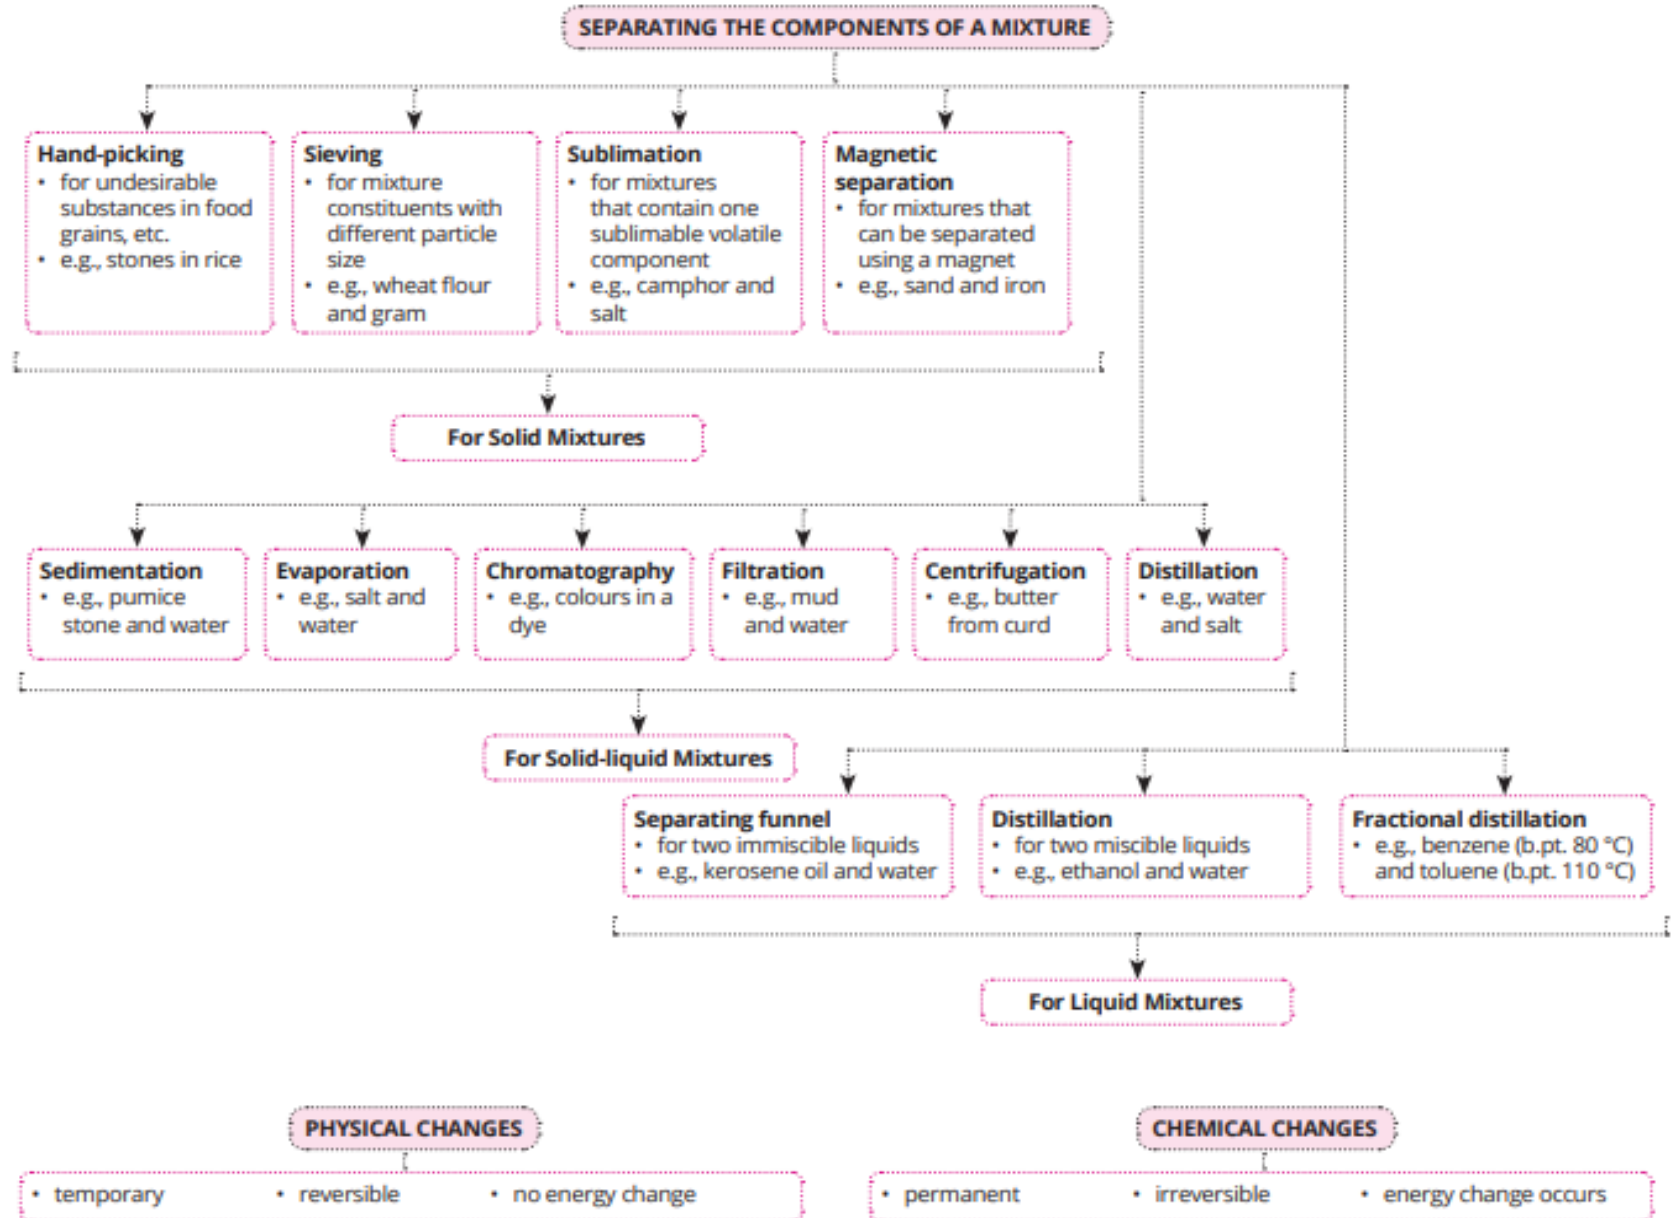 SEPARATING THE COMPONENTS OF A MIXTURE
Hand-picking
• for undesirable
substances in food
grains, etc.
• e.g., stones in rice
Sieving
• for mixture
constituents with
different particle
size
• e.g., wheat flour
and gram
Sublimation
• for mixtures
that contain one
sublimable volatile
component
• e.g., camphor and
salt
Magnetic
separation
• for mixtures that
can be separated
using a magnet
• e.g., sand and iron
For Solid Mixtures
Sedimentation
• e.g., pumice
stone and water
Evaporation
• e.g., salt and
water
Chromatography
• e.g., colours in a
dye
Filtration
• e.g., mud
and water
Centrifugation
• e.g., butter
from curd
Distillation
• e.g., water
and salt
For Solid-liquid Mixtures
Separating funnel
• for two immiscible liquids
• e.g., kerosene oil and water
Distillation
• for two miscible liquids
• e.g., ethanol and water
Fractional distillation
• e.g., benzene (b.pt. 80 °C)
and toluene (b.pt. 110 °C)
For Liquid Mixtures
PHYSICAL CHANGES
• temporary • reversible • no energy change
CHEMICAL CHANGES
• permanent • irreversible • energy change occurs